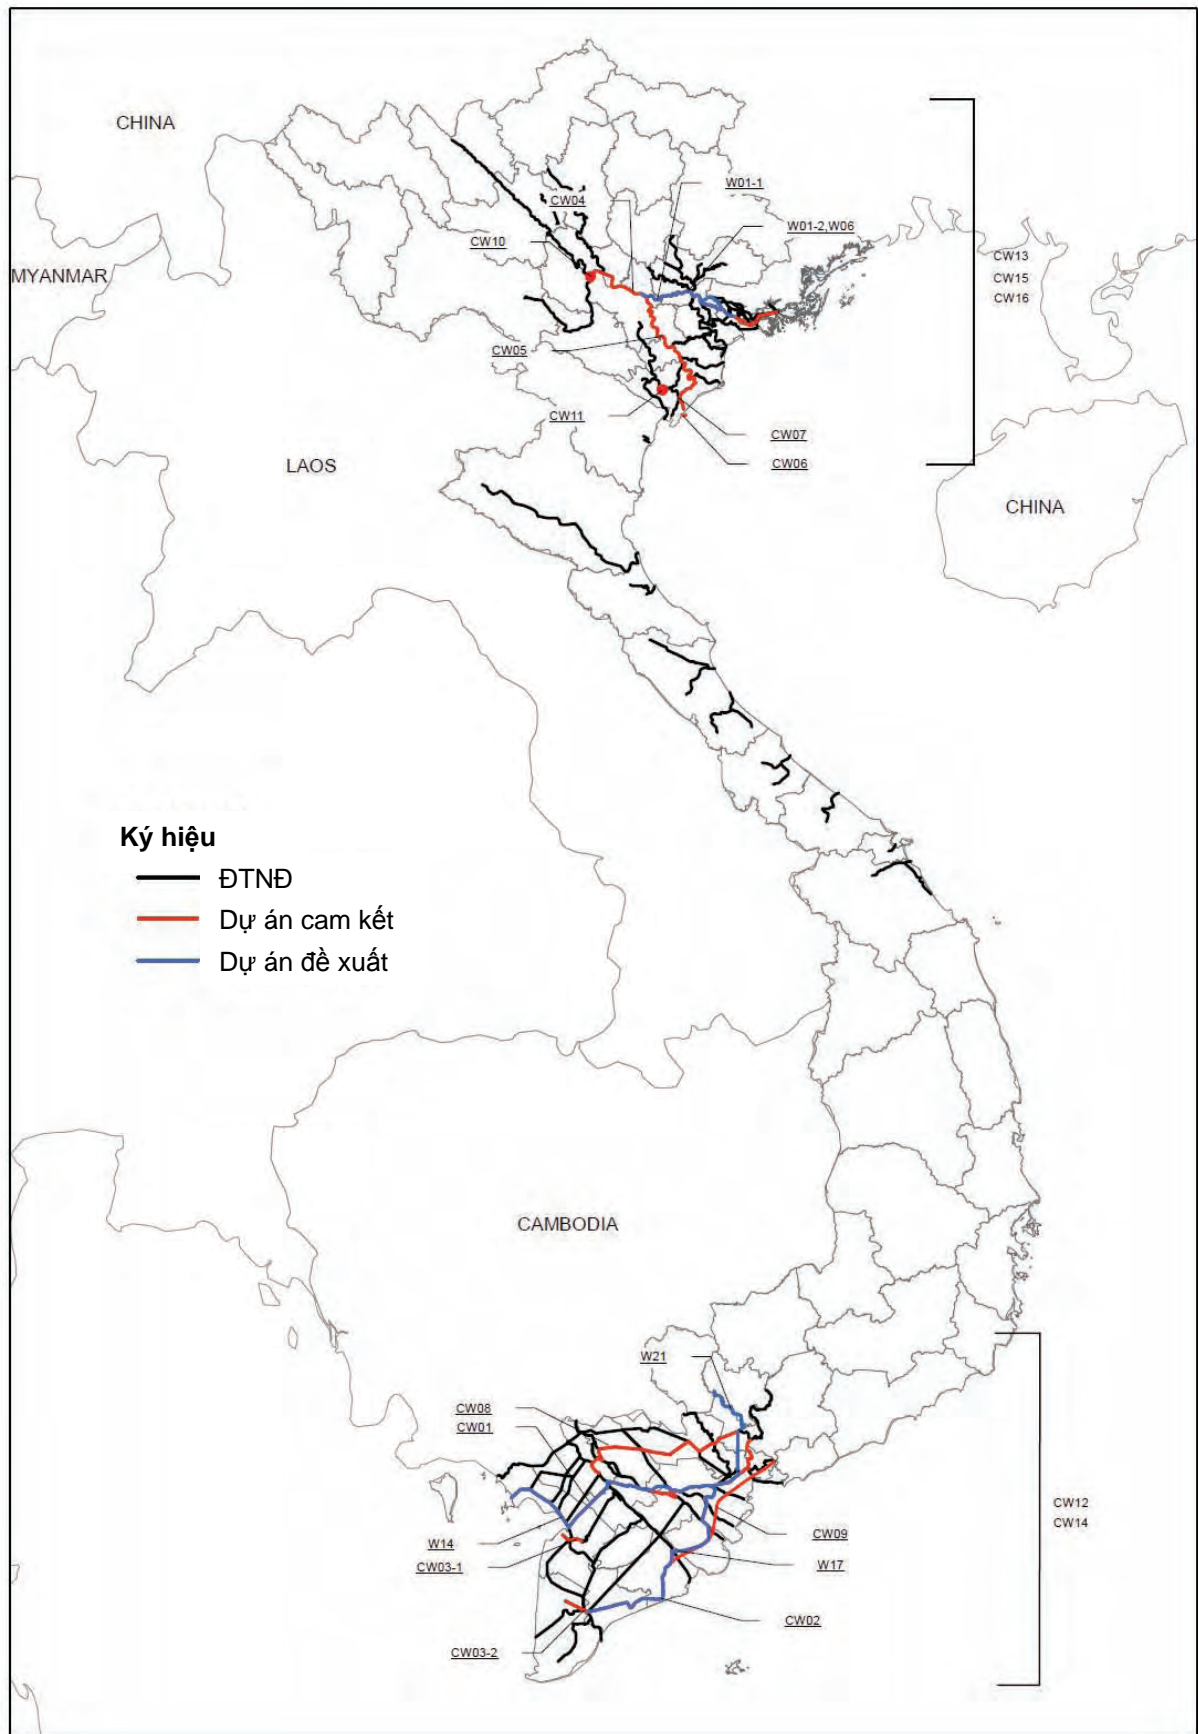 CHINA
W01-1
CW04
W01-2,W06
CW10
CW13
MYANMAR
CW15
CW16
CW05
CW11
CW07
CW06
LAOS
CHINA
Ký hiệu
ĐTNĐ
Dự án cam kết
Dự án đề xuất
CAMBODIA
W21
CW08
CW01
CW12
CW14
CW09
W14
W17
CW03-1
CW02
CW03-2